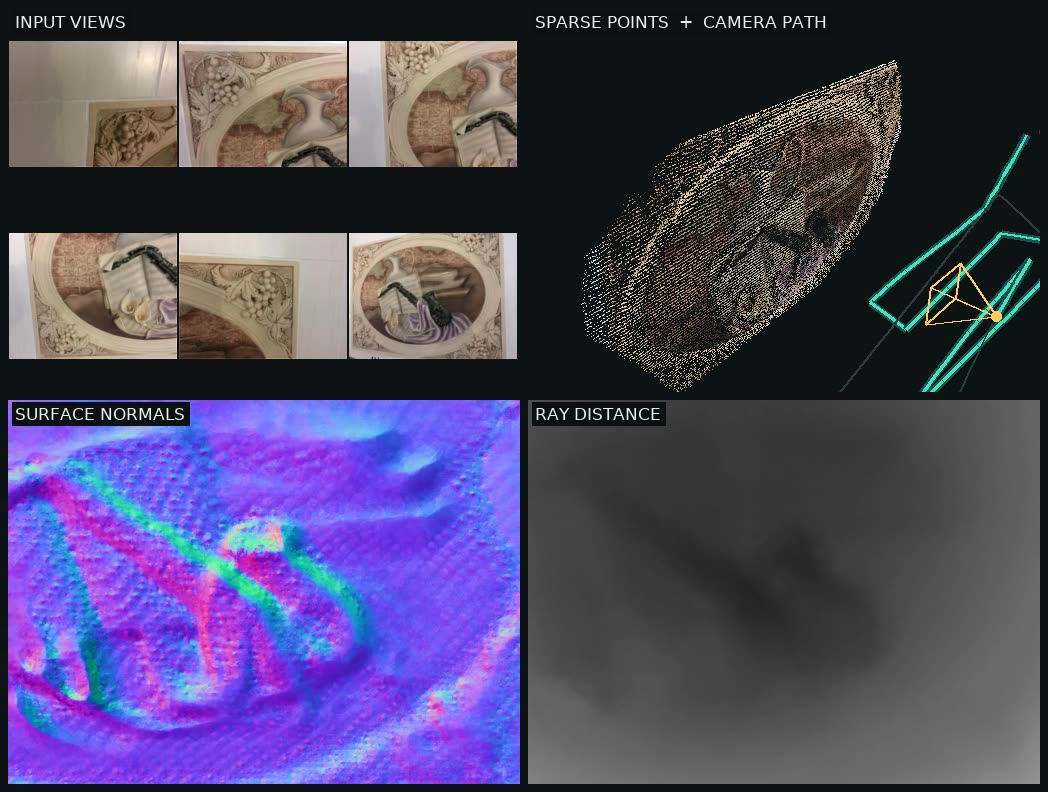 INPUT VIEWS
SPARSE POINTS + CAMERA PATH
SURFACE NORMALS
RAY DISTANCE